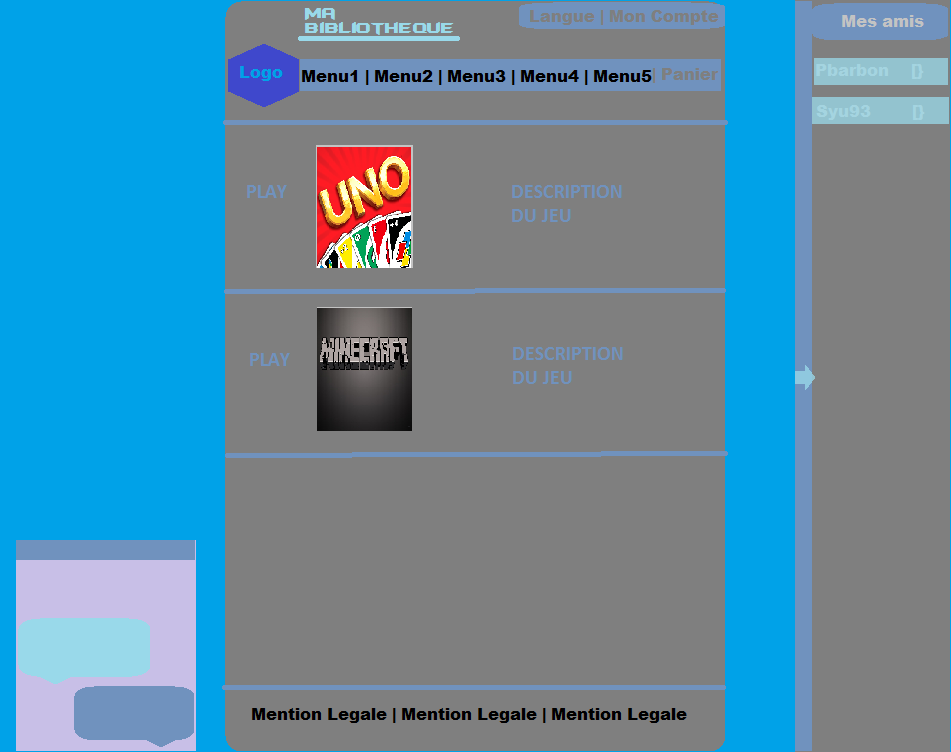 MA
BIBLIOTHEQUE
Langue | Mon Compte
Mes amis
Logo
Menu1 | Menu2 | Menu3 | Menu4 | Menu5| Panier
Pbarbon []}
Syu93 []}
PLAY
UNO
DESCRIPTION
DU JEU
PLAY
MINECRAFT
DESCRIPTION
DU JEU
Mention Legale | Mention Legale | Mention Legale